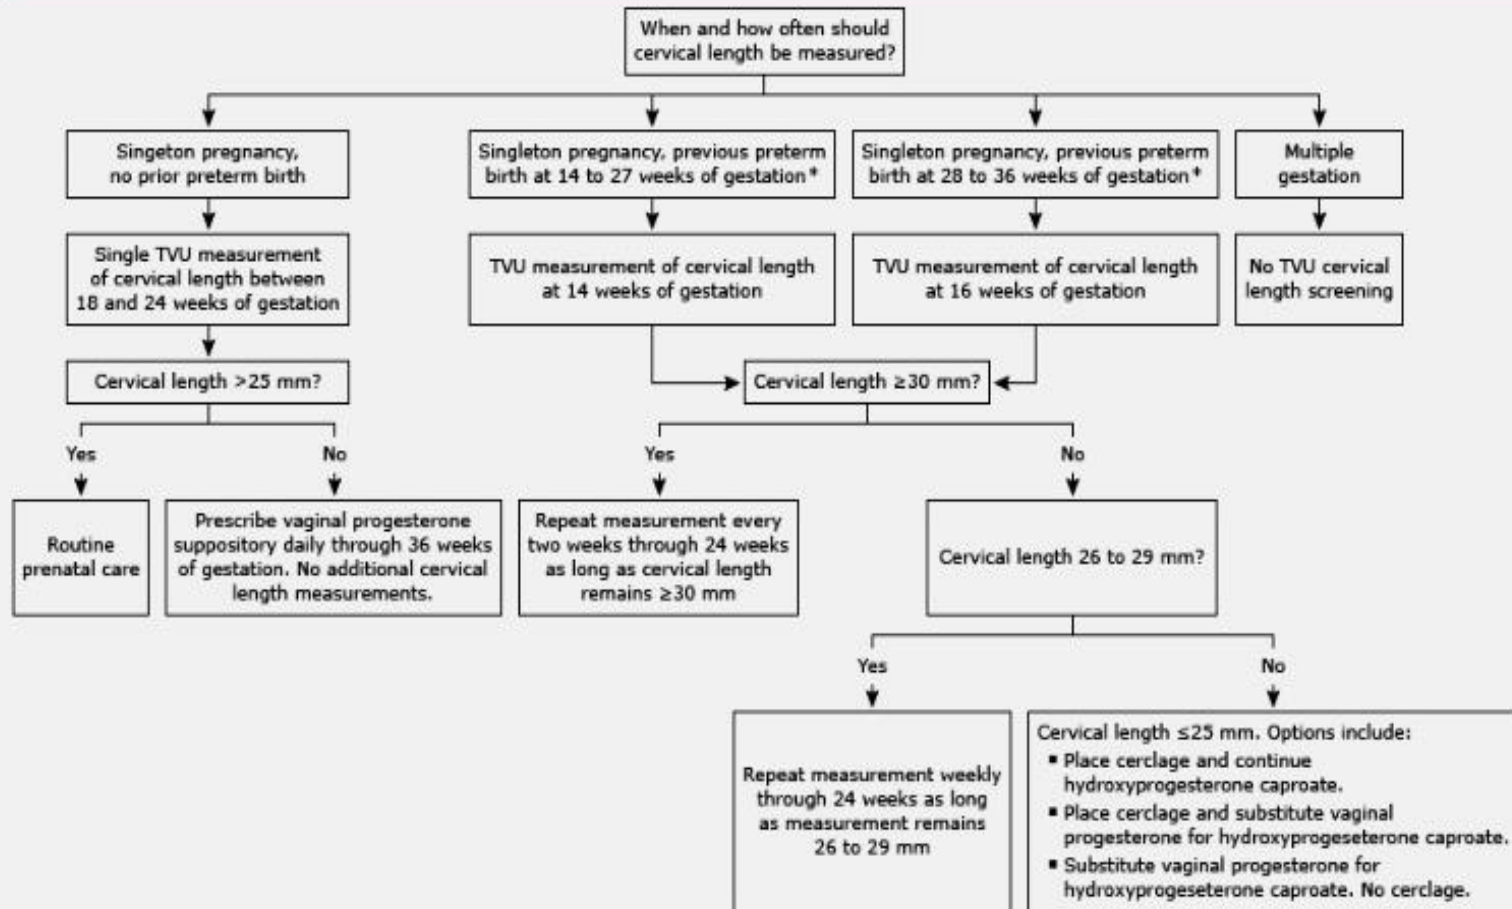 When and how often should
cervical length be measured?
Singeton pregnancy,
no prior preterm birth
Singleton pregnancy, previous preterm
birth at 14 to 27 weeks of gestation*
Singleton pregnancy, previous preterm
birth at 28 to 36 weeks of gestation*
Multiple
gestation
Single TVU measurement
of cervical length between
18 and 24 weeks of gestation
TVU measurement of cervical length
at 14 weeks of gestation
TVU measurement of cervical length
at 16 weeks of gestation
No TVU cervical
length screening
Cervical length >25 mm?
Cervical length ≥30 mm?
Yes
No
Yes
No
Routine
prenatal care
Prescribe vaginal progesterone
suppository daily through 36 weeks
of gestation. No additional cervical
length measurements.
Repeat measurement every
two weeks through 24 weeks
as long as cervical length
remains ≥30 mm
Cervical length 26 to 29 mm?
Yes
No
Repeat measurement weekly
through 24 weeks as long
as measurement remains
26 to 29 mm
Cervical length ≤25 mm. Options include:
▪ Place cerclage and continue
hydroxyprogesterone caproate.
▪ Place cerclage and substitute vaginal
progesterone for hydroxyprogeseterone caproate.
▪ Substitute vaginal progesterone for
hydroxyprogeseterone caproate. No cerclage.